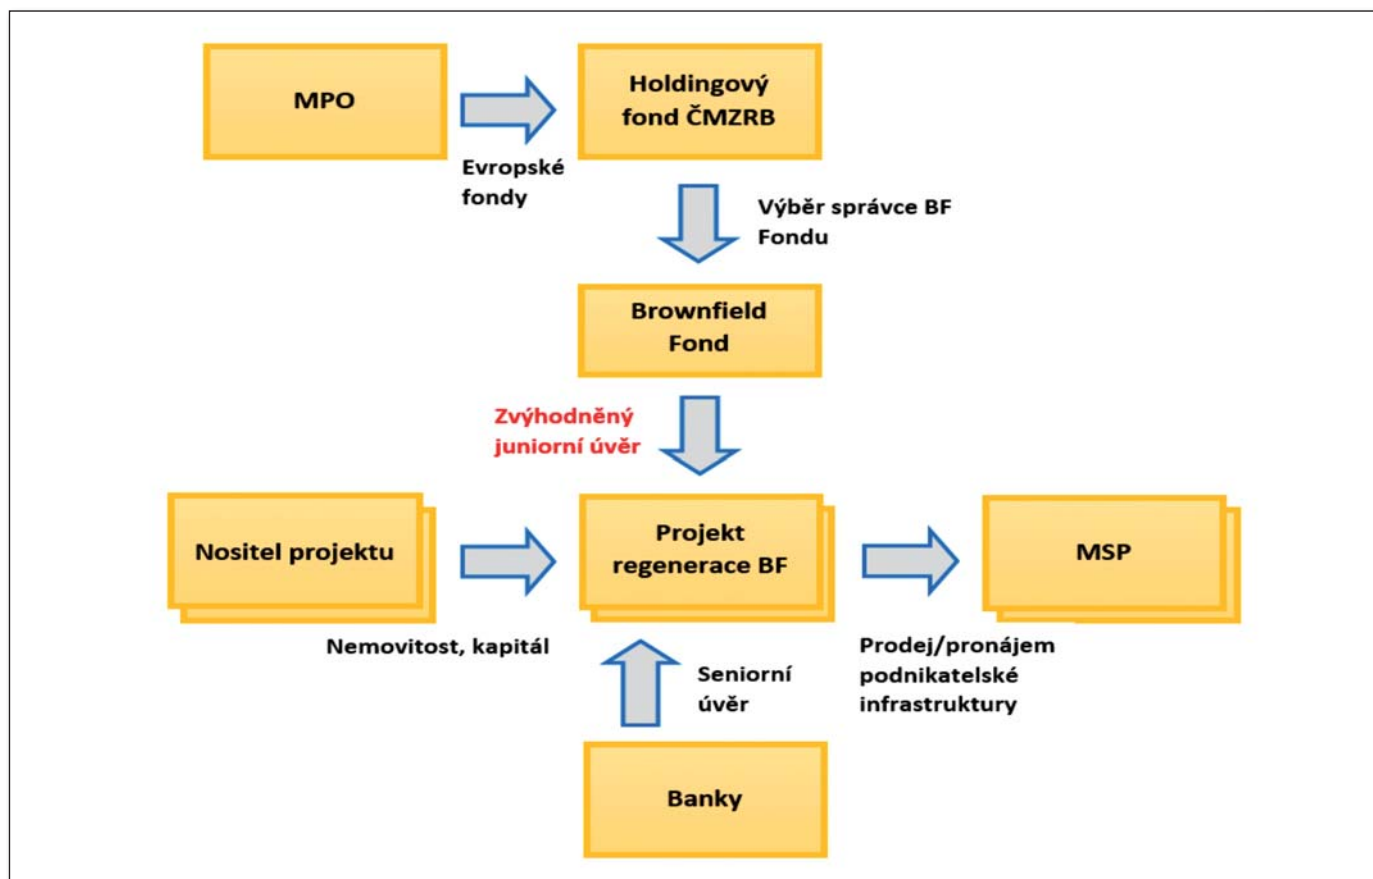 MPO
Holdingový
fond ČMZRB
Evropské
fondy
Výběr správce BF
Fondu
Brownfield
Fond
Zvýhodněný
juniorní úvěr
Nositel projektu
Projekt
regenerace BF
MSP
Nemovitost, kapitál
Seniorní
úvěr
Prodej/pronájem
podnikatelské
infrastruktury
Banky